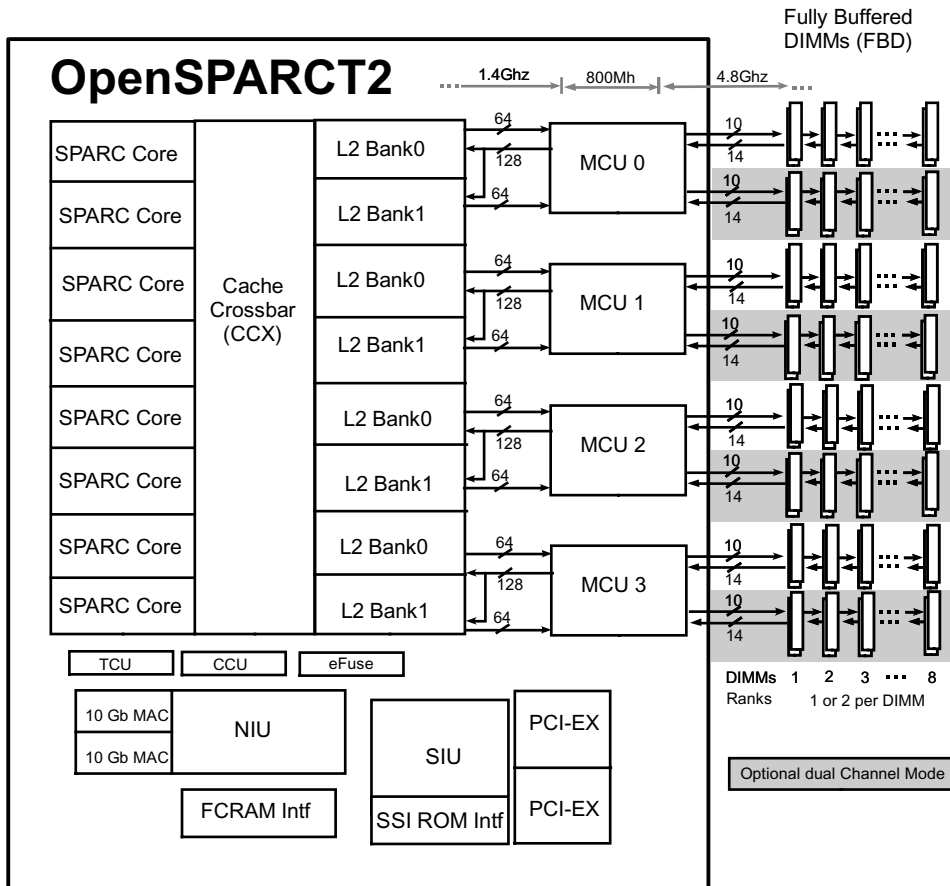 Fully Buffered
DIMMs (FBD)
OpenSPARCT2
1.4Ghz
800Mh
4.8Ghz
SPARC Core
SPARC Core
SPARC Core
SPARC Core
SPARC Core
SPARC Core
SPARC Core
SPARC Core
Cache
Crossbar
(CCX)
L2 Bank0
L2 Bank1
L2 Bank0
L2 Bank1
L2 Bank0
L2 Bank1
L2 Bank0
L2 Bank1
64
128
64
64
128
64
64
128
64
64
128
64
MCU 0
MCU 1
MCU 2
MCU 3
10
14
10
14
10
14
10
14
10
14
10
14
10
14
10
14
DIMMs 1 2 3 8
Ranks 1 or 2 per DIMM
TCU
CCU
eFuse
10 Gb MAC
10 Gb MAC
NIU
FCRAM Intf
SIU
SSI ROM Intf
PCI-EX
PCI-EX
Optional dual Channel Mode